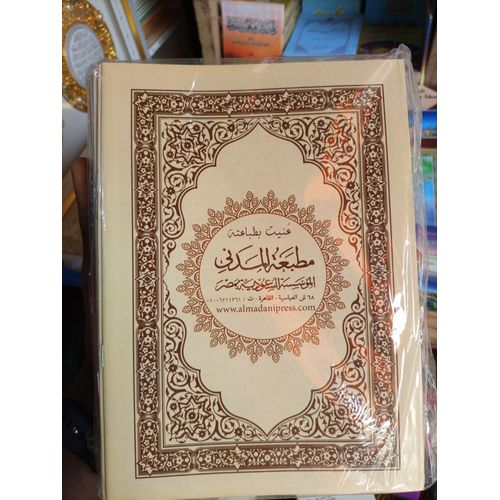 عنيت بطباعته
مطبعة المدني
المؤسسة السعودية بمصر
٦٨ ش العباسية - القاهرة - ت :
www.almadanipress.com